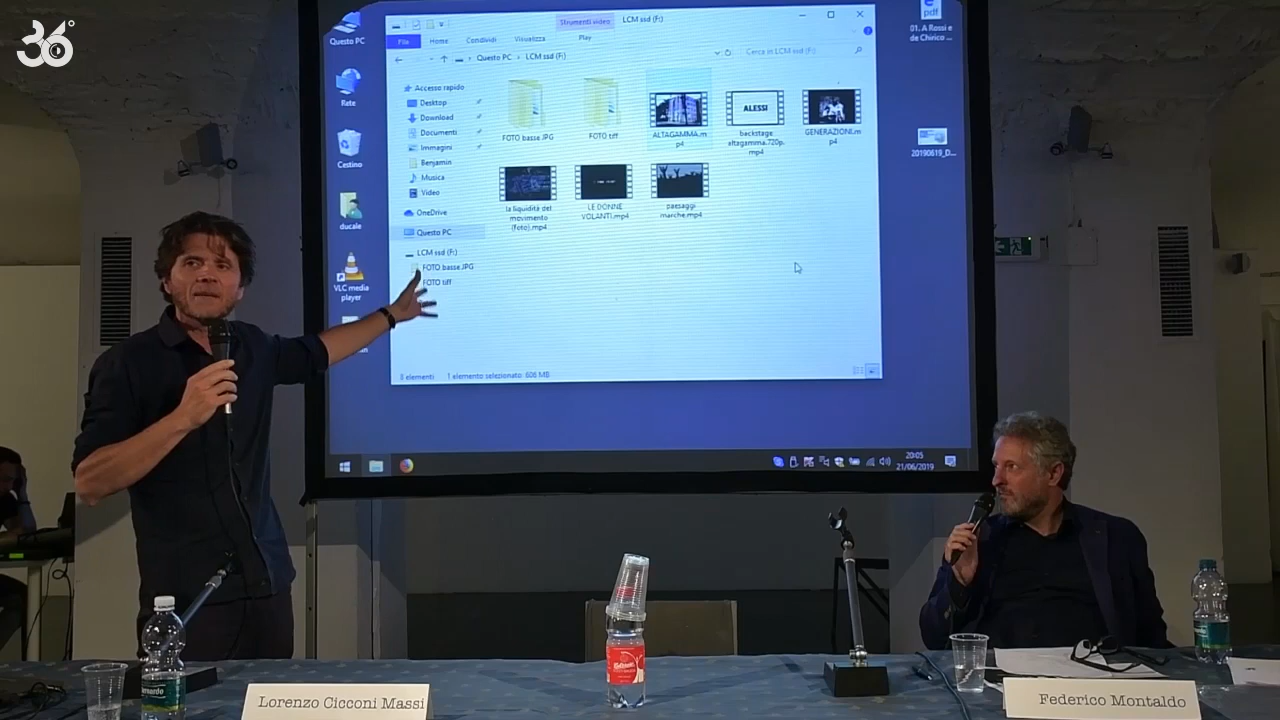 36°
Questo PC
Rate
Cestino
ducale
VLC media
player
Strumenti video
LCM ssd (F:)
File
Home
Condividi
Visualizza
Play
Questo PC > LCM ssd (F:)
Cerca in LCM ssd (F:)
Accesso rapido
Desktop
Download
Documenti
Immagini
Benjamin
Musica
Video
OneDrive
Questo PC
LCM ssd (F:)
FOTO basse JPG
FOTO tiff
FOTO basse JPG
FOTO tiff
ALTAGAMMA.m
p4
ALESSI
backstage
altagamma.720p.
mp4
GENERAZIONI.m
p4
la liquidità del
movimento
(foto).mp4
LE DONNE
VOLANTI.mp4
paesaggi
marche.mp4
8 elementi
1 elemento selezionato: 606 MB
pdf
01. A Rossi e
de Chirico ...
20190619_D...
20:05
21/06/2019
Lorenzo Cicconi Massi
Federico Montaldo